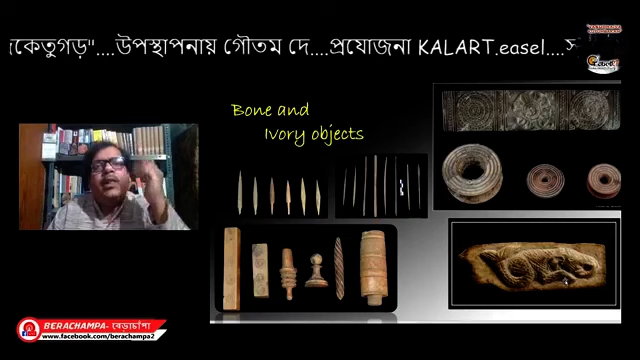 কেতুগড়"....উপস্থাপনায় গৌতম দে....প্রযোজনা KALART.easel....স
Bone and
Ivory objects
BERACHAMPA- বেড়াচাঁপা
www.facebook.com/berachampa2